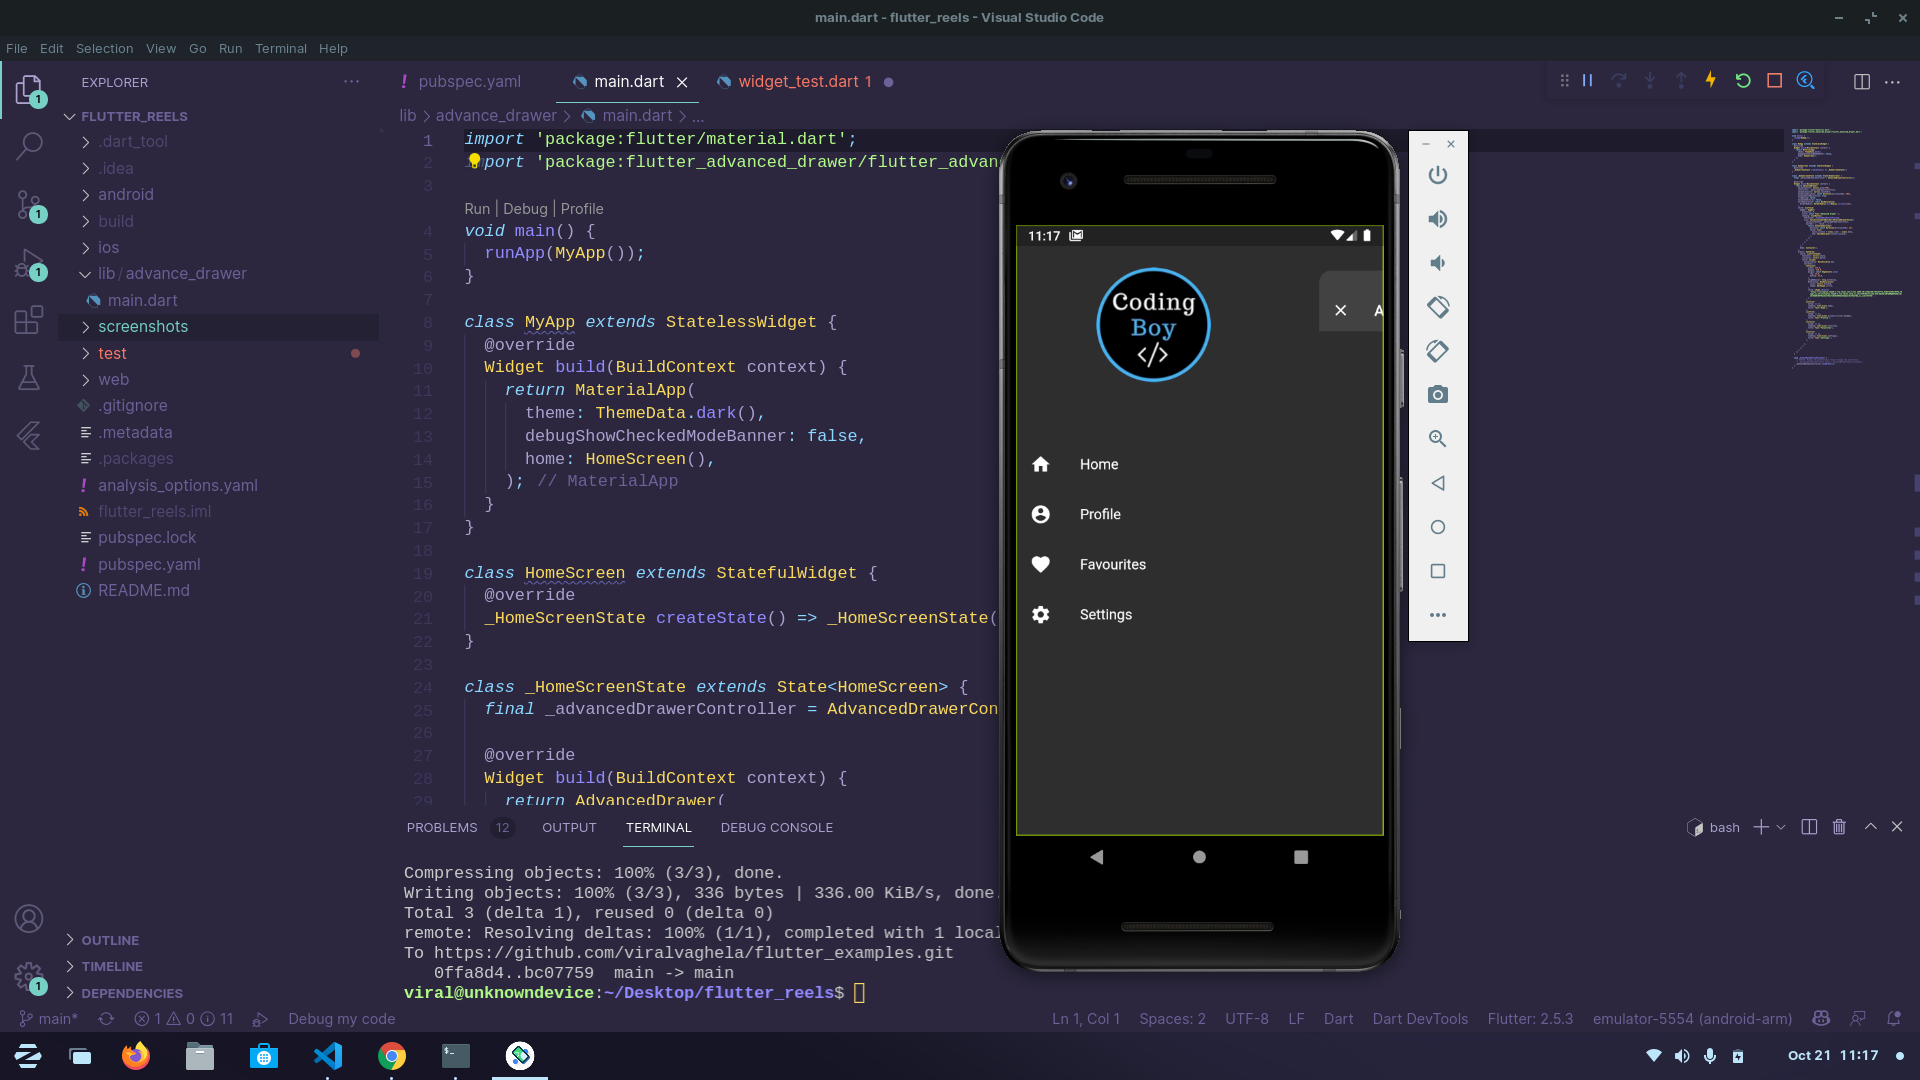 main.dart - flutter_reels - Visual Studio Code
File Edit Selection View Go Run Terminal Help
EXPLORER
FLUTTER_REELS
.dart_tool
.idea
android
build
ios
lib / advance_drawer
main.dart
screenshots
test
web
.gitignore
.metadata
.packages
analysis_options.yaml
flutter_reels.iml
pubspec.lock
pubspec.yaml
README.md
OUTLINE
TIMELINE
DEPENDENCIES
1
1
1
1
! pubspec.yaml main.dart widget_test.dart 1
lib > advance_drawer > main.dart > ...
1 import 'package:flutter/material.dart';
2 import 'package:flutter_advanced_drawer/flutter_advan
3
Run | Debug | Profile
4 void main() {
5 runApp(MyApp());
6 }
7
8 class MyApp extends StatelessWidget {
9 @override
10 Widget build(BuildContext context) {
11 return MaterialApp(
12 theme: ThemeData.dark(),
13 debugShowCheckedModeBanner: false,
14 home: HomeScreen(),
15 ); // MaterialApp
16 }
17 }
18
19 class HomeScreen extends StatefulWidget {
20 @override
21 _HomeScreenState createState() => _HomeScreenState(
22 }
23
24 class _HomeScreenState extends State<HomeScreen> {
25 final _advancedDrawerController = AdvancedDrawerCon
26
27 @override
28 Widget build(BuildContext context) {
29 return AdvancedDrawer(
11:17
Coding
Boy
</>
A
Home
Profile
Favourites
Settings
PROBLEMS 12 OUTPUT TERMINAL DEBUG CONSOLE
bash
Compressing objects: 100% (3/3), done.
Writing objects: 100% (3/3), 336 bytes | 336.00 KiB/s, done.
Total 3 (delta 1), reused 0 (delta 0)
remote: Resolving deltas: 100% (1/1), completed with 1 local
To https://github.com/viralvaghela/flutter_examples.git
0ffa8d4..bc07759 main -> main
viral@unknowndevice:~/Desktop/flutter_reels$
main* 1 0 11 Debug my code
Ln 1, Col 1 Spaces: 2 UTF-8 LF Dart Dart DevTools Flutter: 2.5.3 emulator-5554 (android-arm)
Oct 21 11:17